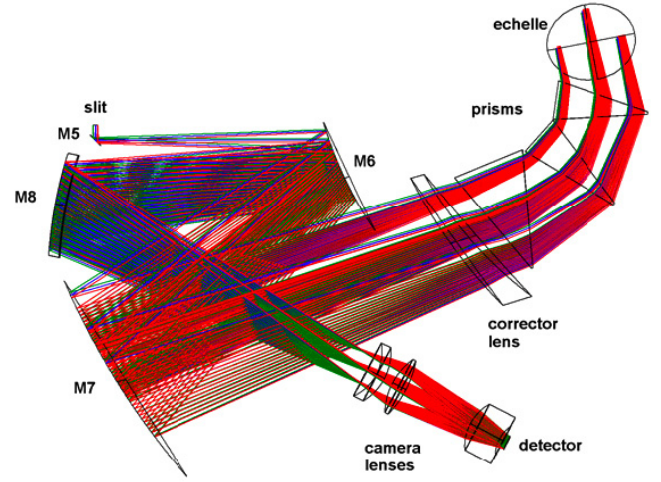 echelle
prisms
slit
M5
M6
M8
corrector
lens
M7
camera
lenses
detector